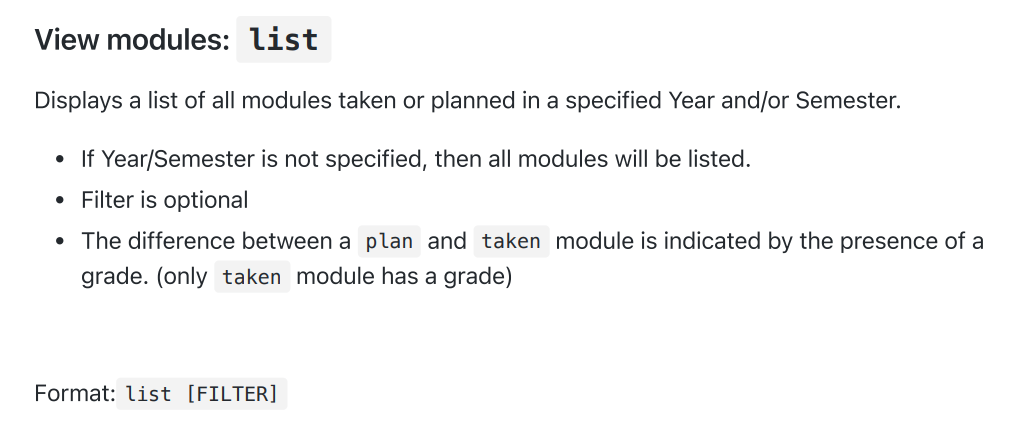 View modules: list
Displays a list of all modules taken or planned in a specified Year and/or Semester.
• If Year/Semester is not specified, then all modules will be listed.
• Filter is optional
• The difference between a plan and taken module is indicated by the presence of a
grade. (only taken module has a grade)
Format: list [FILTER]